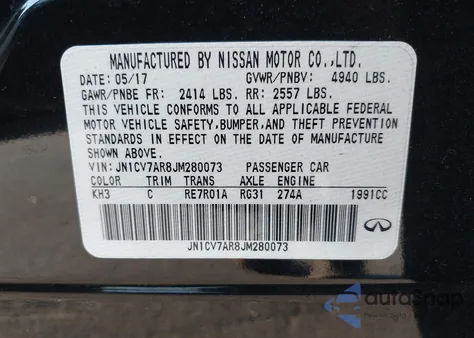 MANUFACTURED BY NISSAN MOTOR CO.,LTD.
DATE: 05/17 GVWR/PNBV: 4940 LBS.
GAWR/PNBE FR: 2414 LBS. RR: 2557 LBS.
THIS VEHICLE CONFORMS TO ALL APPLICABLE FEDERAL
MOTOR VEHICLE SAFETY, BUMPER, AND THEFT PREVENTION
STANDARDS IN EFFECT ON THE DATE OF MANUFACTURE
SHOWN ABOVE.
VIN: JN1CV7AR8JM280073 PASSENGER CAR
COLOR TRIM TRANS AXLE ENGINE
KH3 C RE7R01A RG31 274A 1991CC
JN1CV7AR8JM280073
autoSnap